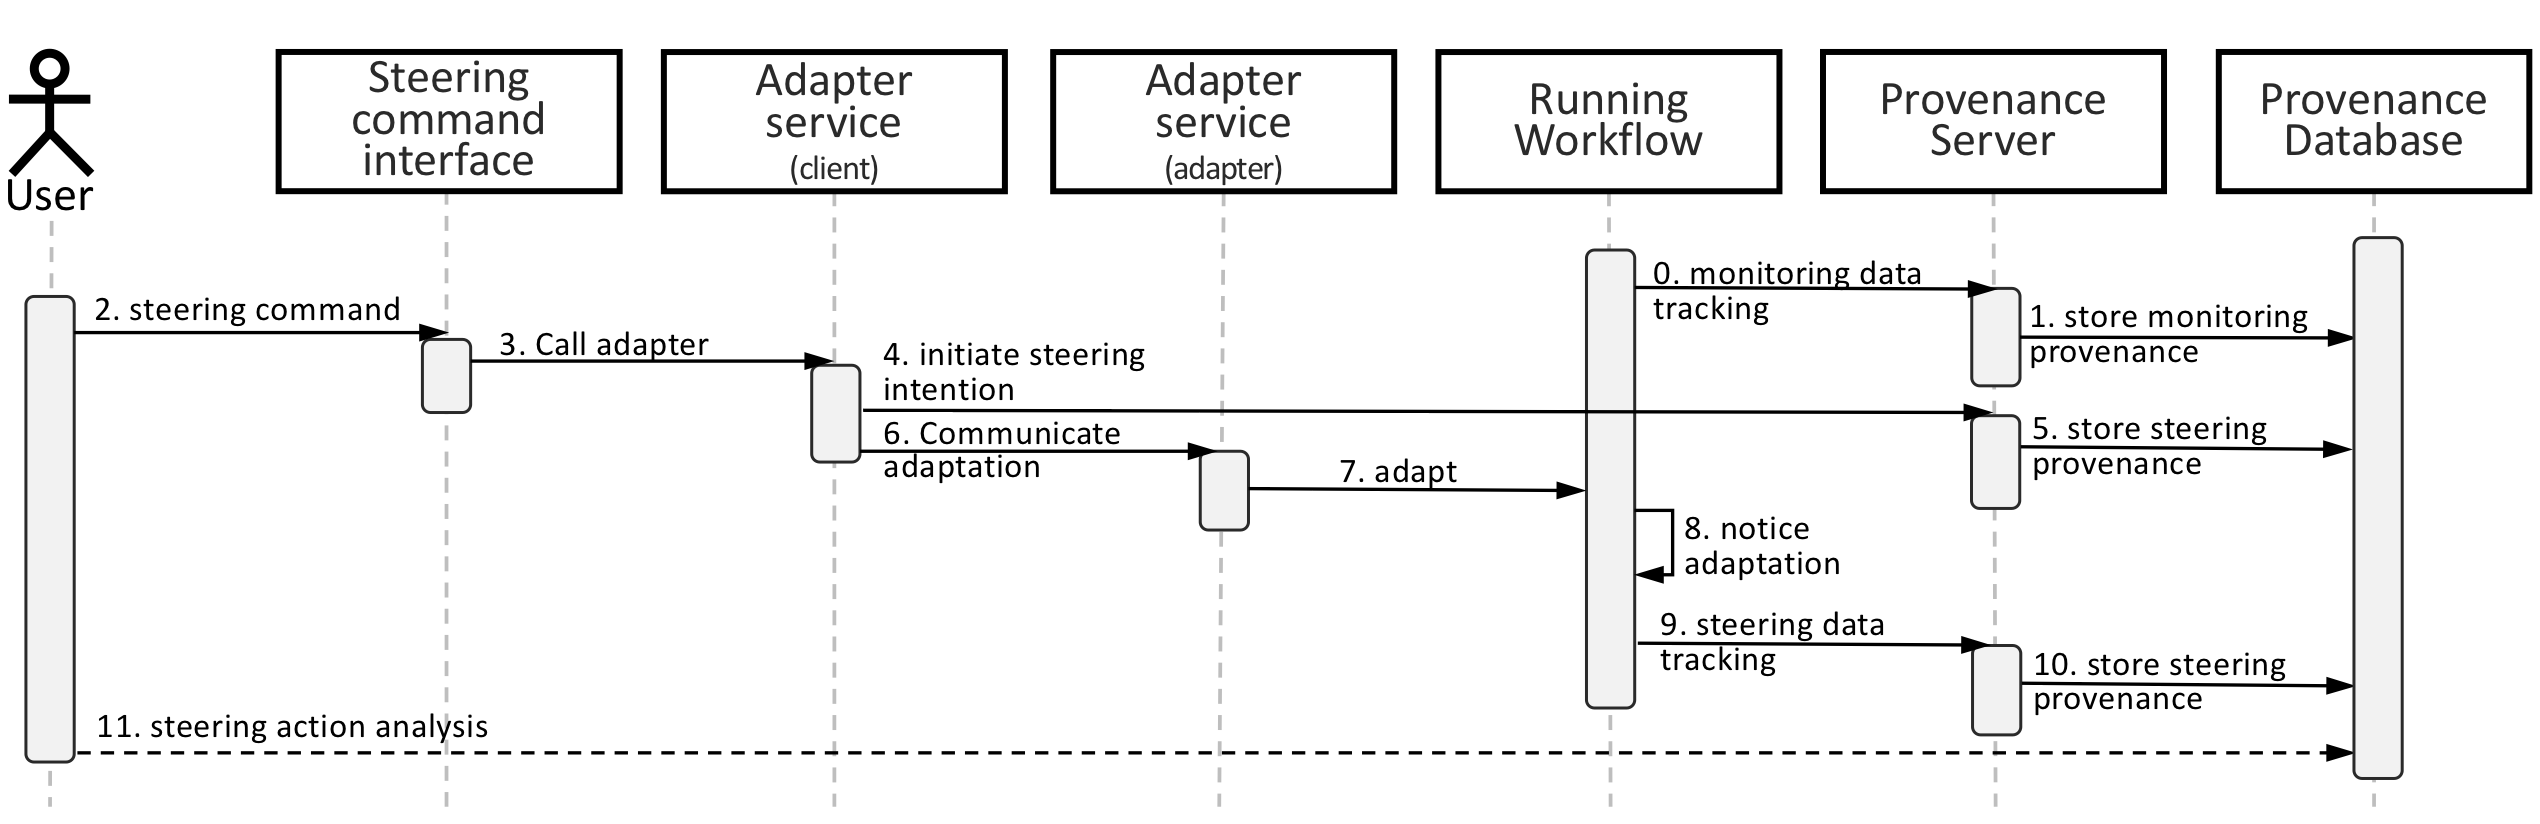 User
Steering
command
interface
Adapter
service
(client)
Adapter
service
(adapter)
Running
Workflow
Provenance
Server
Provenance
Database
0. monitoring data
tracking
1. store monitoring
provenance
2. steering command
3. Call adapter
4. initiate steering
intention
5. store steering
provenance
6. Communicate
adaptation
7. adapt
8. notice
adaptation
9. steering data
tracking
10. store steering
provenance
11. steering action analysis